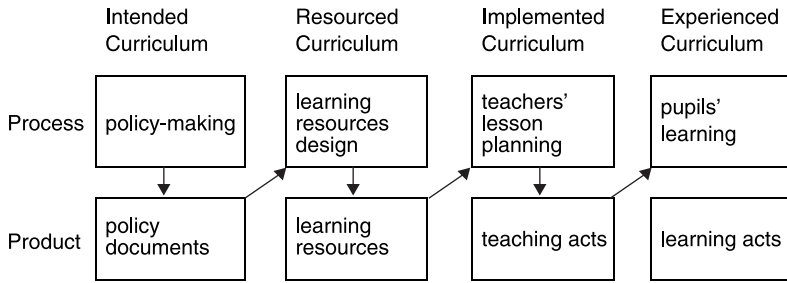 Intended
Curriculum
Resourced
Curriculum
Implemented
Curriculum
Experienced
Curriculum
Process
policy-making
learning
resources
design
teachers’
lesson
planning
pupils’
learning
Product
policy
documents
learning
resources
teaching acts
learning acts